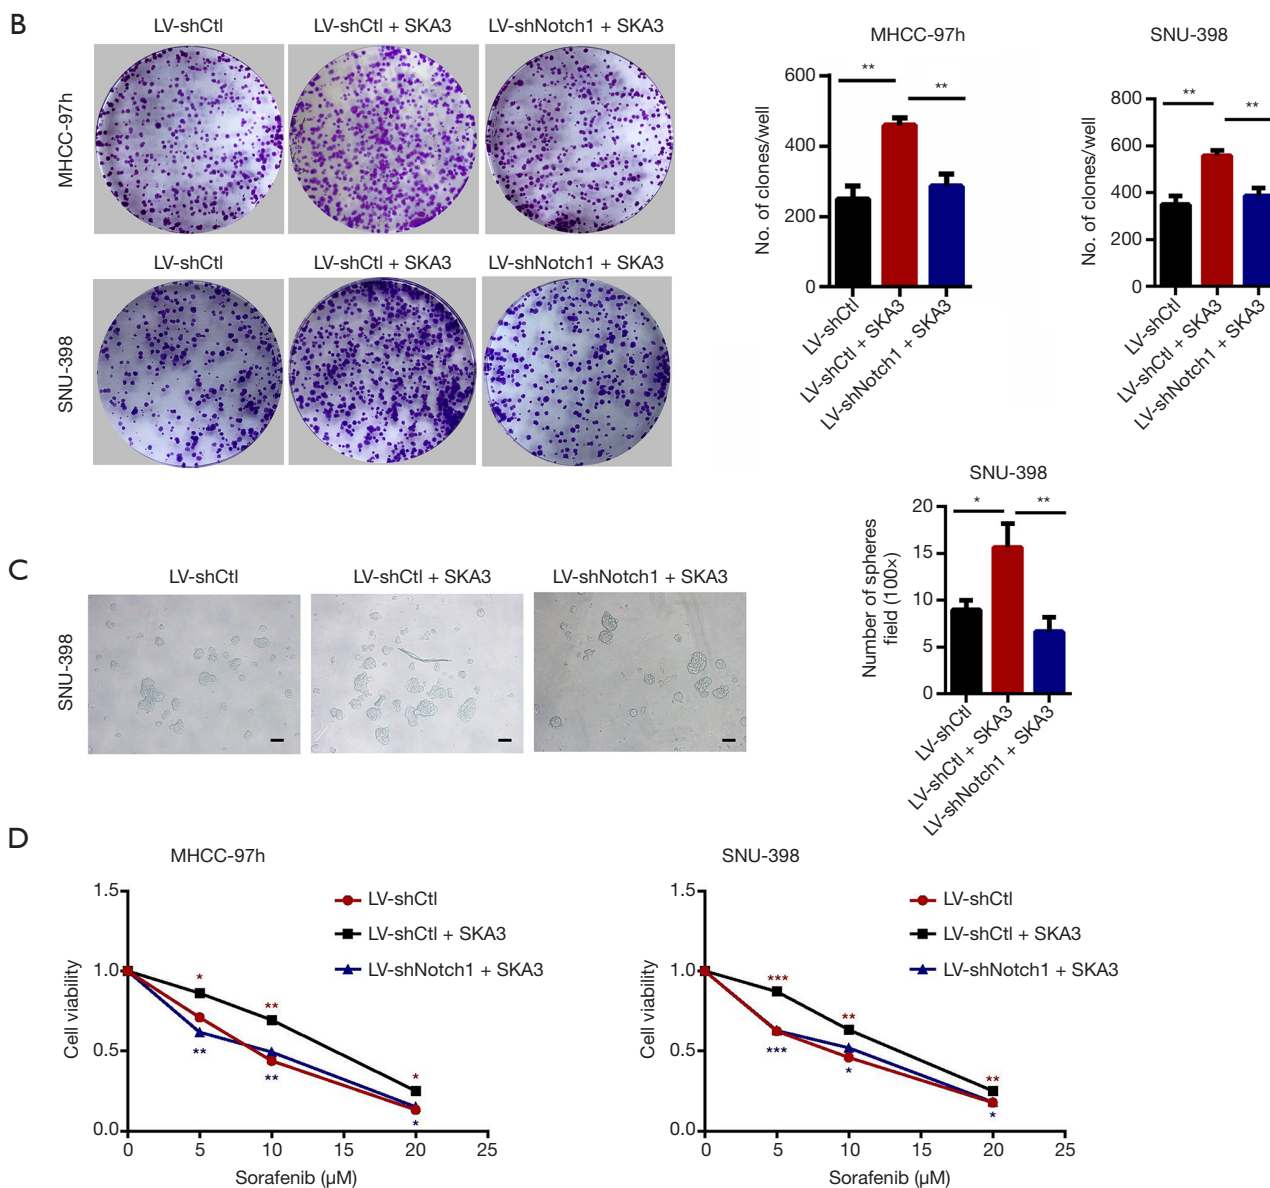 B
LV-shCtl
LV-shCtl + SKA3
LV-shNotch1 + SKA3
MHCC-97h
LV-shCtl
LV-shCtl + SKA3
LV-shNotch1 + SKA3
SNU-398
MHCC-97h
No. of clones/well
600
400
200
0
**
**
LV-shCtl
LV-shCtl + SKA3
LV-shNotch1 + SKA3
SNU-398
No. of clones/well
800
600
400
200
0
**
**
LV-shCtl
LV-shCtl + SKA3
LV-shNotch1 + SKA3
C
LV-shCtl
LV-shCtl + SKA3
LV-shNotch1 + SKA3
SNU-398
SNU-398
Number of spheres
field (100×)
20
15
10
5
0
*
**
LV-shCtl
LV-shCtl + SKA3
LV-shNotch1 + SKA3
D
MHCC-97h
Cell viability
1.5
1.0
0.5
0.0
LV-shCtl
LV-shCtl + SKA3
LV-shNotch1 + SKA3
*
**
*
**
**
*
0 5 10 15 20 25
Sorafenib (µM)
SNU-398
Cell viability
1.5
1.0
0.5
0.0
LV-shCtl
LV-shCtl + SKA3
LV-shNotch1 + SKA3
***
**
**
***
*
*
0 5 10 15 20 25
Sorafenib (µM)